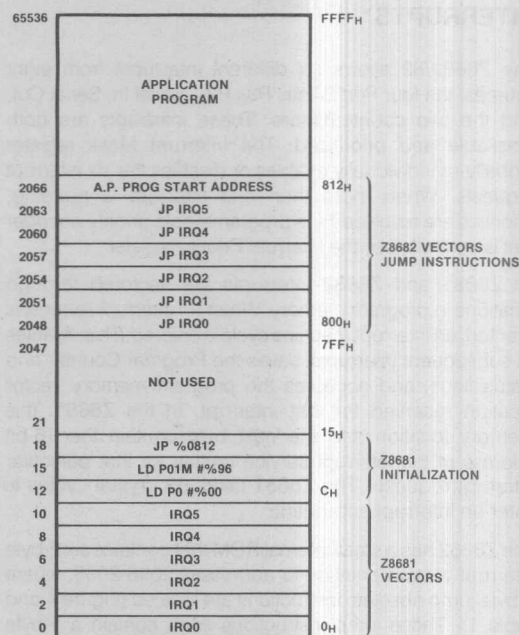 INTERRUPTS
65536 FFFFH
APPLICATION
PROGRAM
2066 A.P. PROG START ADDRESS 812H
2063 JP IRQ5
2060 JP IRQ4
2057 JP IRQ3
Z8682 VECTORS
JUMP INSTRUCTIONS
2054 JP IRQ2
2051 JP IRQ1
2048 JP IRQ0 800H
2047 7FFH
NOT USED
21 15H
JP %0812
15 LD P01M #%96
Z8681
INITIALIZATION
12 LD P0 #%00 CH
10 IRQ5
8 IRQ4
6 IRQ3
Z8681
VECTORS
4 IRQ2
2 IRQ1
0 IRQ0 0H